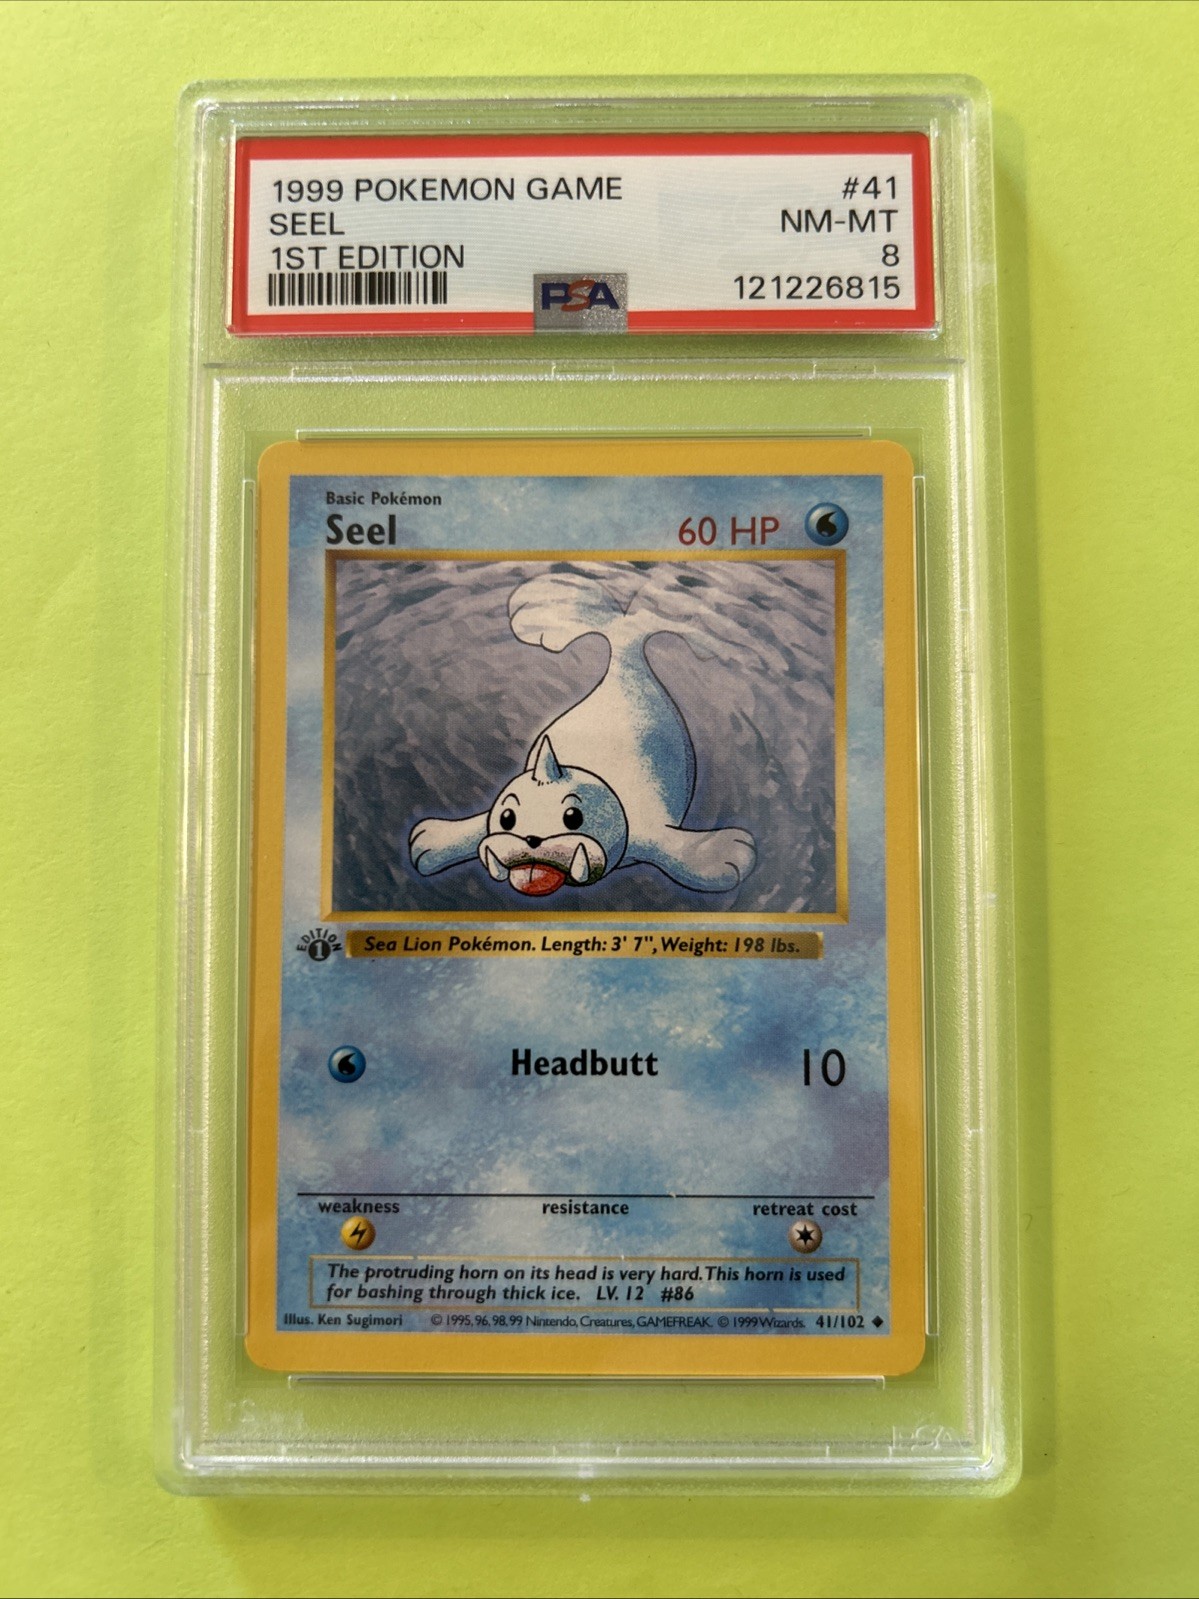 1999 POKEMON GAME #41
SEEL NM-MT
1ST EDITION 8
121226815
PSA
Basic Pokémon
Seel 60 HP
EDITION 1
Sea Lion Pokémon. Length: 3' 7", Weight: 198 lbs.
Headbutt 10
weakness resistance retreat cost
The protruding horn on its head is very hard. This horn is used
for bashing through thick ice. LV. 12 #86
Illus. Ken Sugimori © 1995, 96, 98, 99 Nintendo, Creatures, GAMEFREAK. © 1999 Wizards. 41/102
PSA